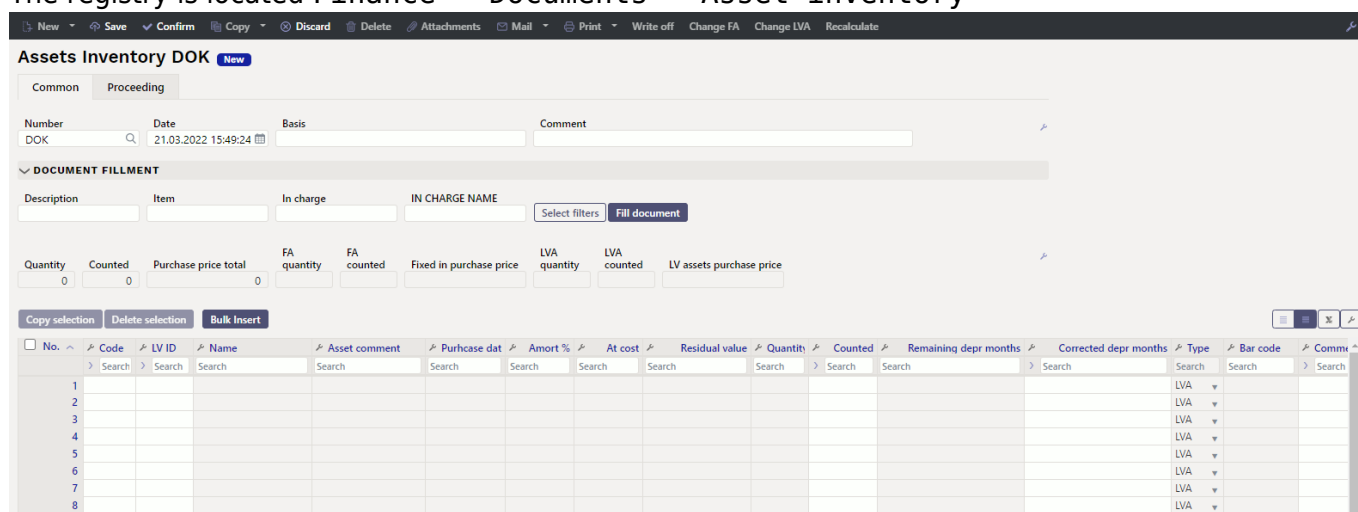 The registry is located Finance - Documents - Asset Inventory
New Save Confirm Copy Discard Delete Attachments Mail Print Write off Change FA Change LVA Recalculate
Assets Inventory DOK New
Common Proceeding
Number Date Basis Comment
DOK 21.03.2022 15:49:24
DOCUMENT FILLMENT
Description Item In charge IN CHARGE NAME
Select filters Fill document
Quantity Counted Purchase price total FA quantity FA counted Fixed in purchase price LVA quantity LVA counted LV assets purchase price
0 0 0
Copy selection Delete selection Bulk Insert
No. Code LV ID Name Asset comment Purhcase dat Amort % At cost Residual value Quantity Counted Remaining depr months Corrected depr months Type Bar code Comme
Search Search Search Search Search Search Search Search Search Search Search Search Search Search Search
1 LVA
2 LVA
3 LVA
4 LVA
5 LVA
6 LVA
7 LVA
8 LVA